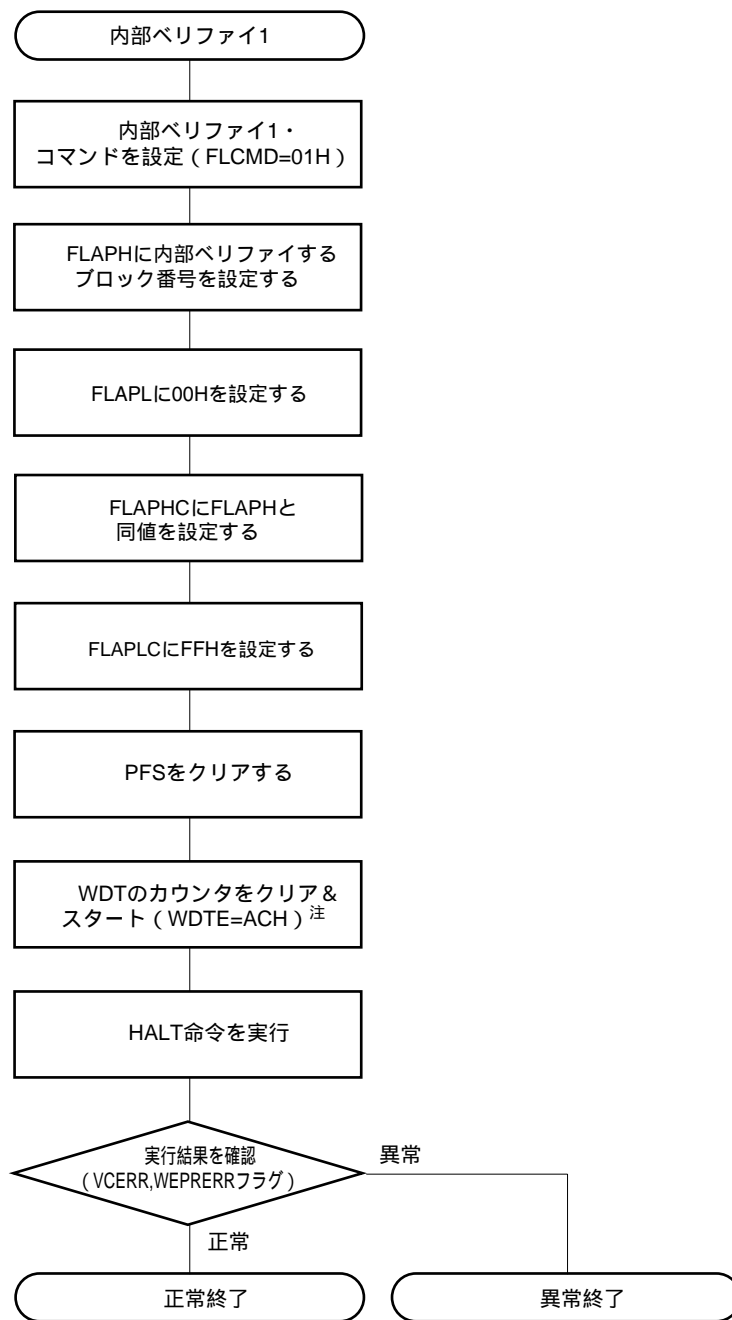 内部ベリファイ1
内部ベリファイ1・
コマンドを設定（FLCMD=01H）
FLAPHに内部ベリファイする
ブロック番号を設定する
FLAPLに00Hを設定する
FLAPHCにFLAPHと
同値を設定する
FLAPLCにFFHを設定する
PFSをクリアする
WDTのカウンタをクリア＆
スタート（WDTE=ACH）注
HALT命令を実行
実行結果を確認
（VCERR,WEPRERRフラグ）
異常
正常
正常終了
異常終了